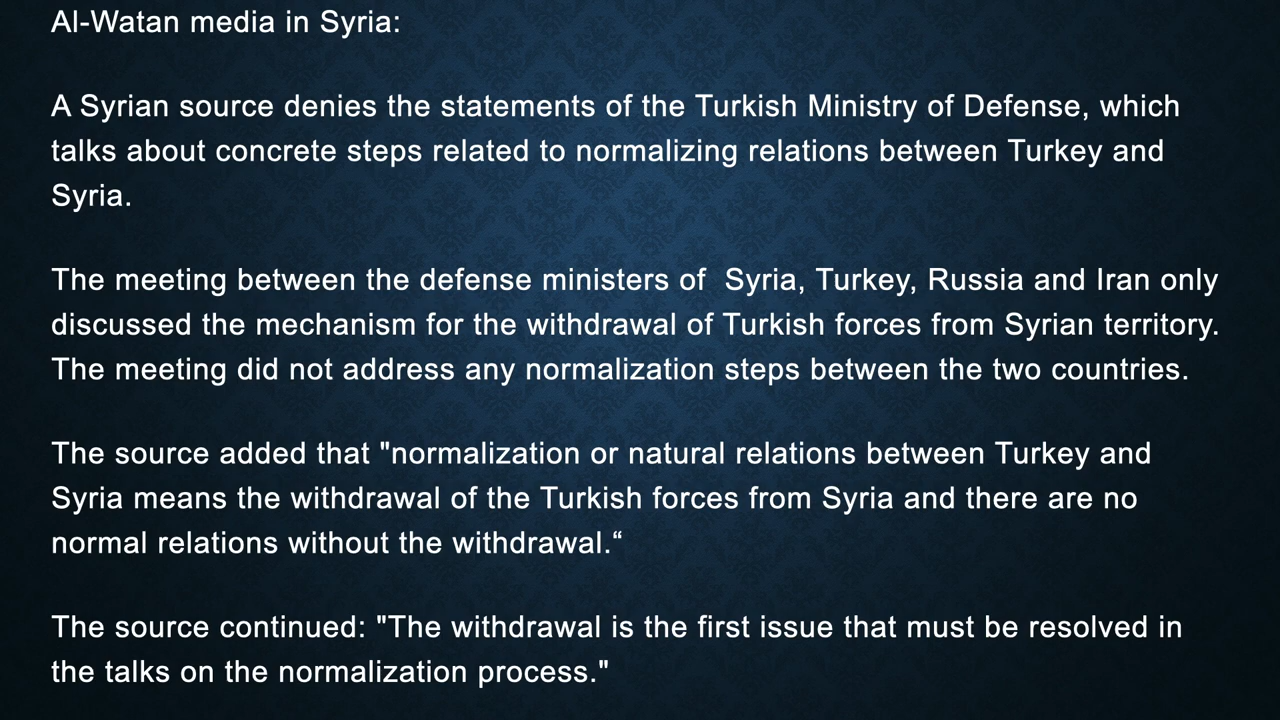 Al-Watan media in Syria:
A Syrian source denies the statements of the Turkish Ministry of Defense, which
talks about concrete steps related to normalizing relations between Turkey and
Syria.
The meeting between the defense ministers of  Syria, Turkey, Russia and Iran only
discussed the mechanism for the withdrawal of Turkish forces from Syrian territory.
The meeting did not address any normalization steps between the two countries.
The source added that "normalization or natural relations between Turkey and
Syria means the withdrawal of the Turkish forces from Syria and there are no
normal relations without the withdrawal.“
The source continued: "The withdrawal is the first issue that must be resolved in
the talks on the normalization process."